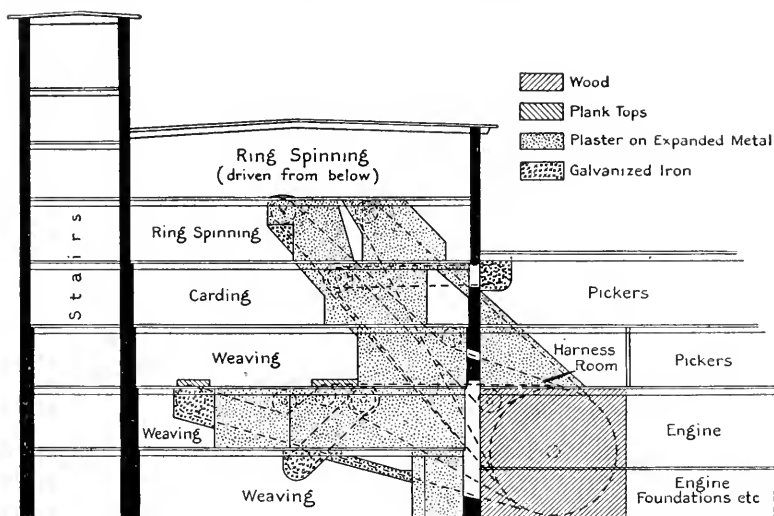 Wood
Plank Tops
Plaster on Expanded Metal
Galvanized Iron
Ring Spinning
(driven from below)
Stairs
Ring Spinning
Carding
Pickers
Weaving
Harness
Room
Pickers
Weaving
Engine
Weaving
Engine
Foundations etc